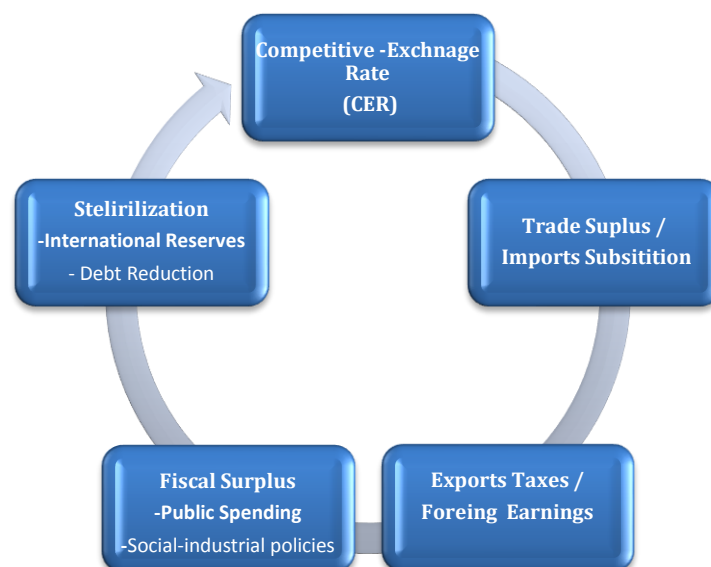 Competitive -Exchnage
Rate
(CER)
Trade Suplus /
Imports Subsitition
Exports Taxes /
Foreing Earnings
Fiscal Surplus
-Public Spending
-Social-industrial policies
Stelirilization
-International Reserves
- Debt Reduction